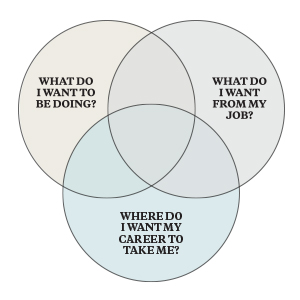 WHAT DO
I WANT TO
BE DOING?
WHAT DO
I WANT
FROM MY
JOB?
WHERE DO
I WANT MY
CAREER TO
TAKE ME?